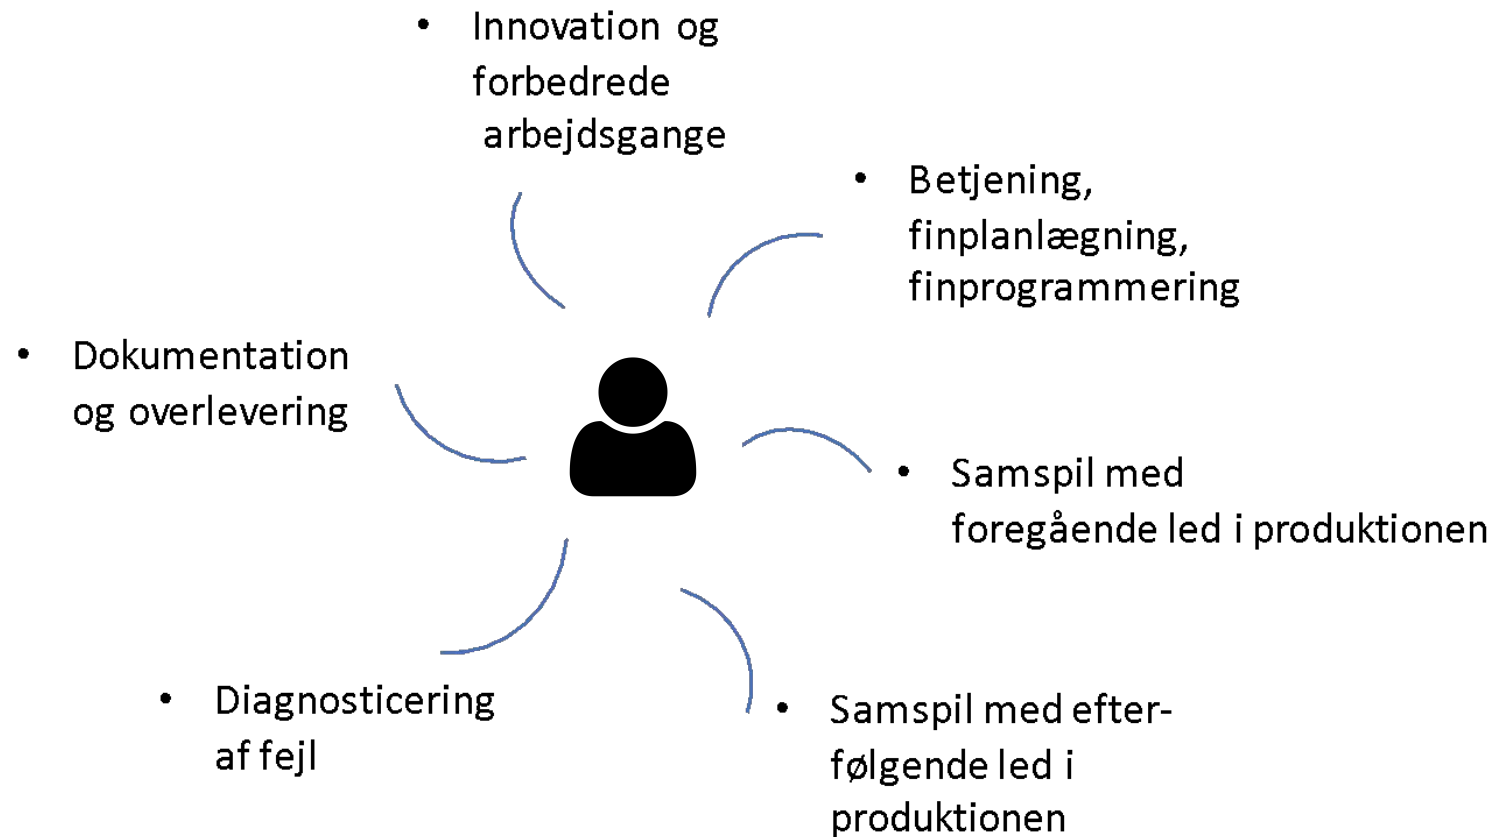 • Innovation og
forbedrede
arbejdsgange
• Betjening,
finplanlægning,
finprogrammering
• Dokumentation
og overlevering
• Samspil med
foregående led i produktionen
• Diagnosticering
af fejl
• Samspil med efter-
følgende led i
produktionen